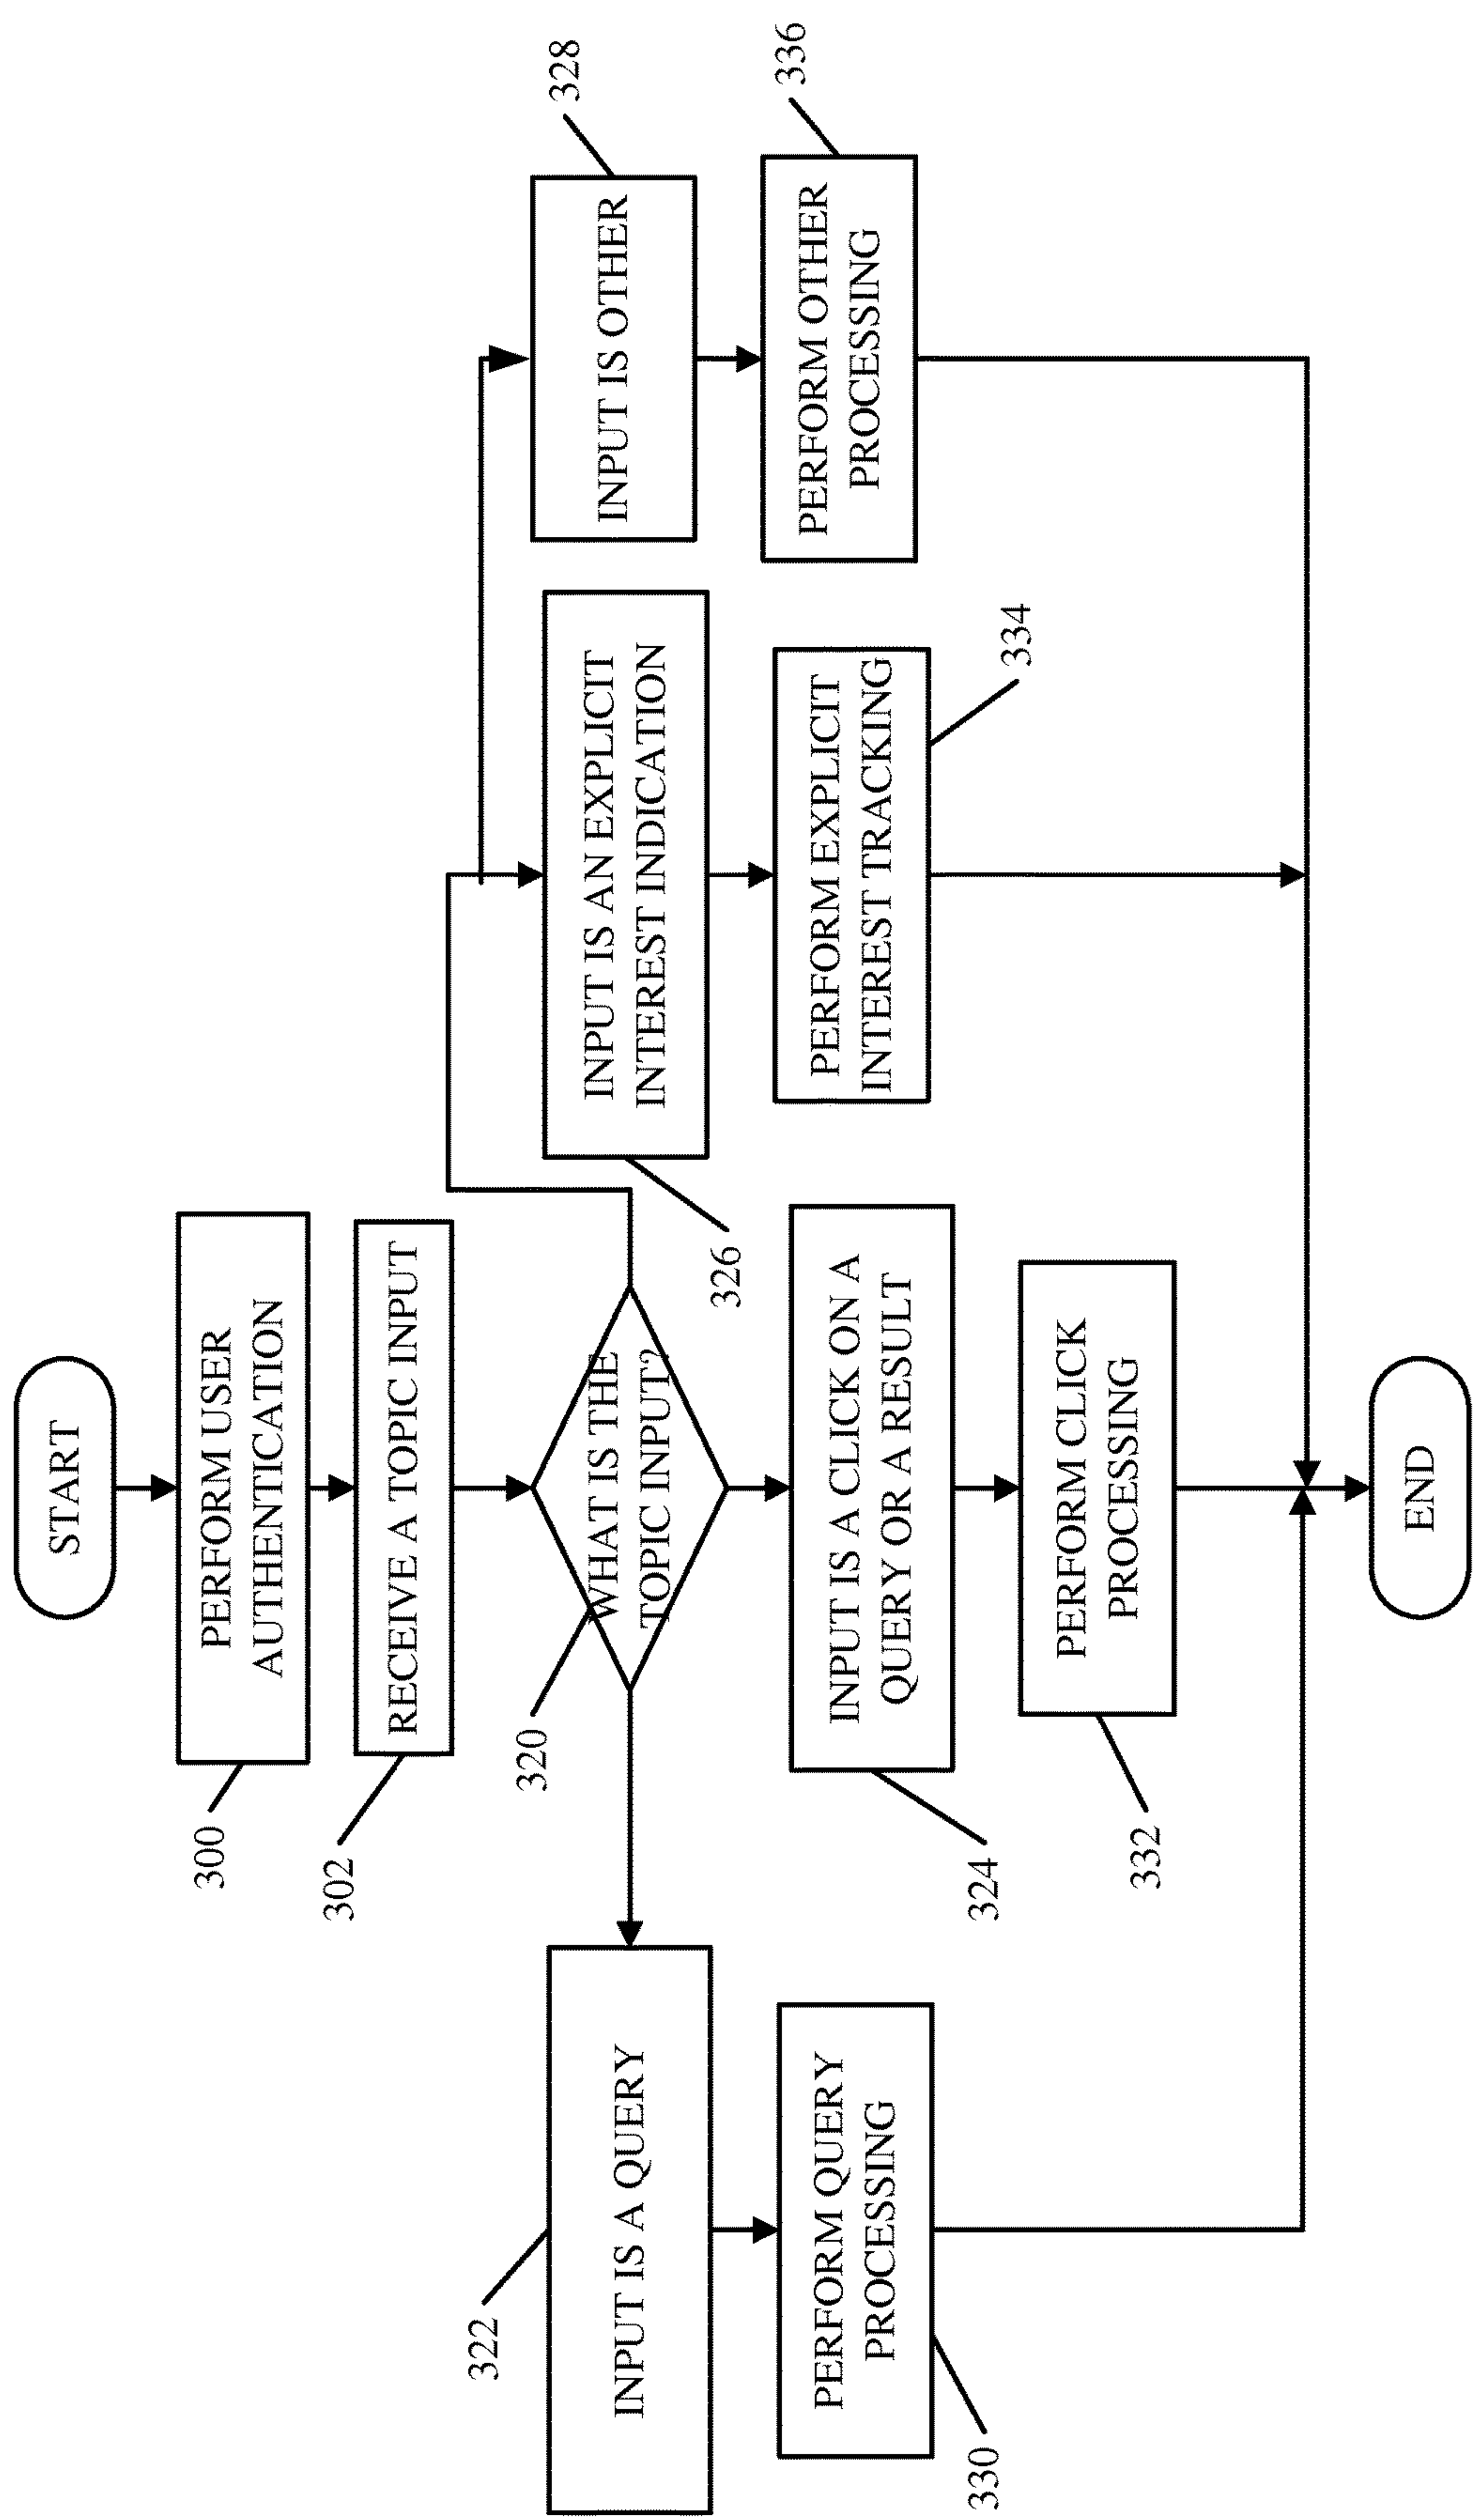 START
PERFORM USER
AUTHENTICATION
300
RECEIVE A TOPIC INPUT
302
WHAT IS THE
TOPIC INPUT?
320
INPUT IS A QUERY
322
PERFORM QUERY
PROCESSING
330
INPUT IS A CLICK ON A
QUERY OR A RESULT
324
PERFORM CLICK
PROCESSING
332
INPUT IS AN EXPLICIT
INTEREST INDICATION
326
PERFORM EXPLICIT
INTEREST TRACKING
334
INPUT IS OTHER
328
PERFORM OTHER
PROCESSING
336
END